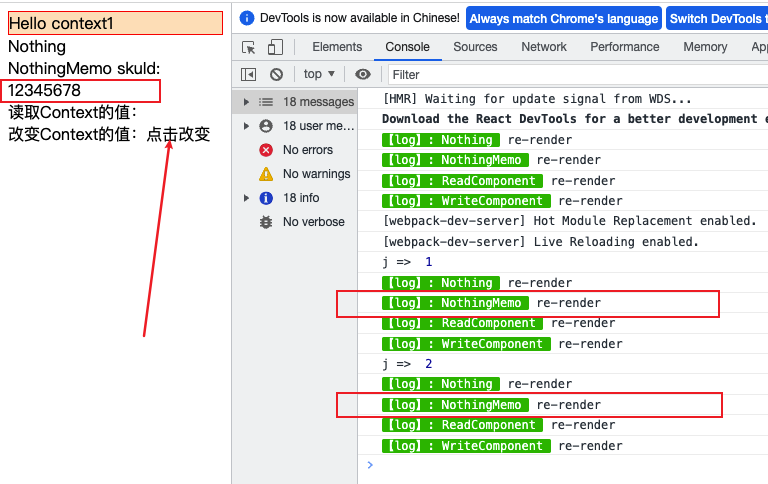 Hello context1
Nothing
NothingMemo skuId:
12345678
读取Context的值：
改变Context的值：点击改变
DevTools is now available in Chinese!
Always match Chrome's language
Switch DevTools t
Elements
Console
Sources
Network
Performance
Memory
Ap
top
Filter
18 messages
18 user me...
No errors
No warnings
18 info
No verbose
[HMR] Waiting for update signal from WDS...
Download the React DevTools for a better development e
【log】: Nothing re-render
【log】: NothingMemo re-render
【log】: ReadComponent re-render
【log】: WriteComponent re-render
[webpack-dev-server] Hot Module Replacement enabled.
[webpack-dev-server] Live Reloading enabled.
j => 1
【log】: Nothing re-render
【log】: NothingMemo re-render
【log】: ReadComponent re-render
【log】: WriteComponent re-render
j => 2
【log】: Nothing re-render
【log】: NothingMemo re-render
【log】: ReadComponent re-render
【log】: WriteComponent re-render